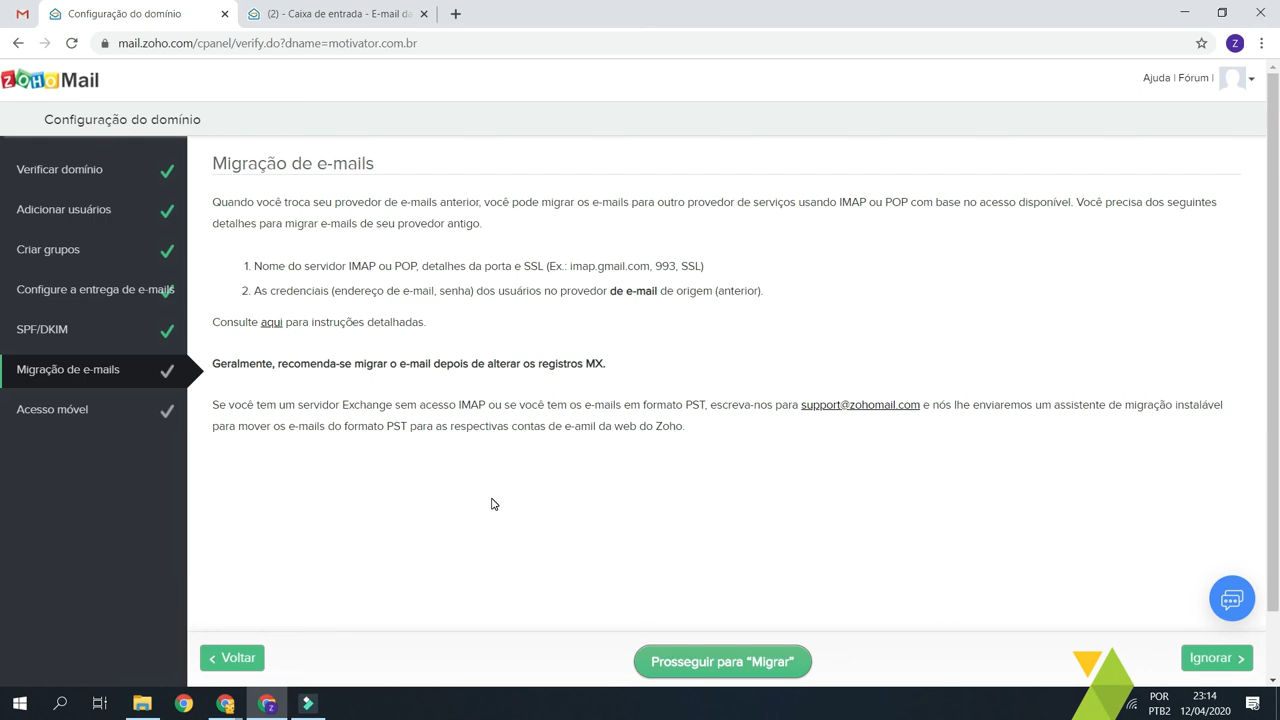 Configuração do domínio
(2) - Caixa de entrada - E-mail da
mail.zoho.com/cpanel/verify.do?dname=motivator.com.br
Z
ZOHO Mail
Ajuda | Fórum |
Configuração do domínio
Verificar domínio
Adicionar usuários
Criar grupos
Configure a entrega de e-mails
SPF/DKIM
Migração de e-mails
Acesso móvel
Migração de e-mails
Quando você troca seu provedor de e-mails anterior, você pode migrar os e-mails para outro provedor de serviços usando IMAP ou POP com base no acesso disponível. Você precisa dos seguintes
detalhes para migrar e-mails de seu provedor antigo.
1. Nome do servidor IMAP ou POP, detalhes da porta e SSL (Ex.: imap.gmail.com, 993, SSL)
2. As credenciais (endereço de e-mail, senha) dos usuários no provedor de e-mail de origem (anterior).
Consulte aqui para instruções detalhadas.
Geralmente, recomenda-se migrar o e-mail depois de alterar os registros MX.
Se você tem um servidor Exchange sem acesso IMAP ou se você tem os e-mails em formato PST, escreva-nos para support@zohomail.com e nós lhe enviaremos um assistente de migração instalável
para mover os e-mails do formato PST para as respectivas contas de e-amil da web do Zoho.
Voltar
Prosseguir para “Migrar”
Ignorar
POR
PTB2
23:14
12/04/2020